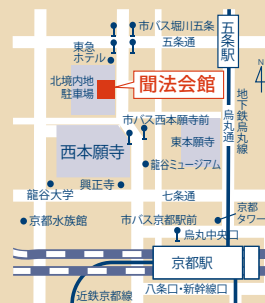 市バス堀川五条
五条通
五条駅
東急
ホテル
N
北境内地
駐車場
聞法会館
地下鉄烏丸線
烏丸通
市バス西本願寺前
西本願寺
東本願寺
龍谷ミュージアム
興正寺
龍谷大学
七条通
京都水族館
市バス京都駅前
京都
タワー
烏丸中央口
京都駅
八条口・新幹線口
近鉄京都線